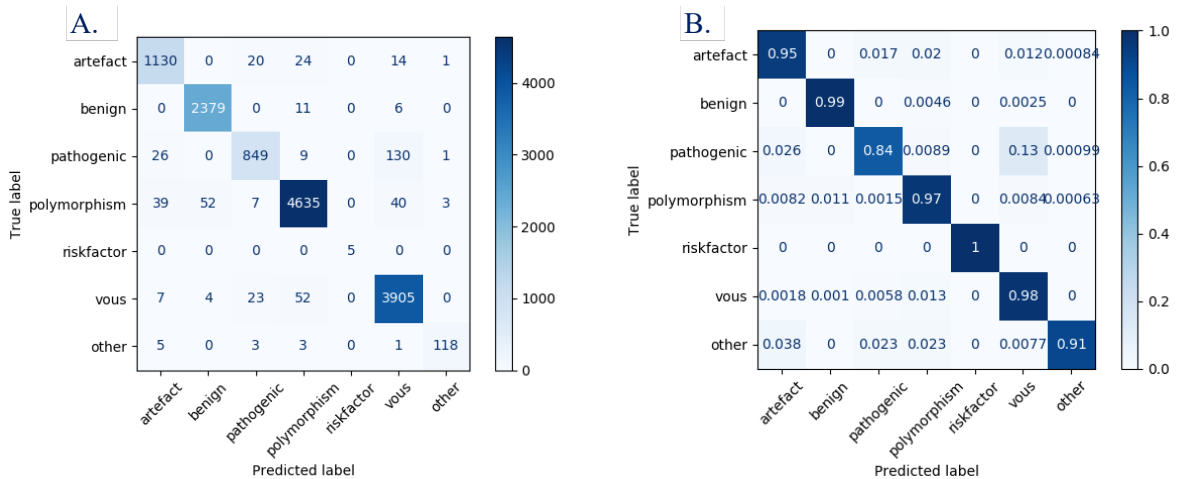 A.
artefact 1130 0 20 24 14 1
benign 0 2379 0 11 6 0
pathogenic 26 0 849 9 0 130 1
polymorphism 39 52 7 4635 0 40 3
riskfactor 0 0 0 0 5 0 0
vous 7 4 23 52 0 3905 0
other 5 0 3 3 0 1 118
True label
artefact benign pathogenic polymorphism riskfactor vous other
Predicted label
4000
3000
2000
1000
0
B.
artefact 0.95 0 0.017 0.02 0 0.012 0.00084
benign 0 0.99 0 0.0046 0 0.0025 0
pathogenic 0.026 0 0.84 0.0089 0 0.13 0.00099
polymorphism 0.0082 0.011 0.0015 0.97 0 0.0084 0.00063
riskfactor 0 0 0 0 1 0 0
vous 0.0018 0.001 0.0058 0.013 0 0.98 0
other 0.038 0 0.023 0.023 0 0.0077 0.91
True label
artefact benign pathogenic polymorphism riskfactor vous other
Predicted label
1.0
0.8
0.6
0.4
0.2
0.0